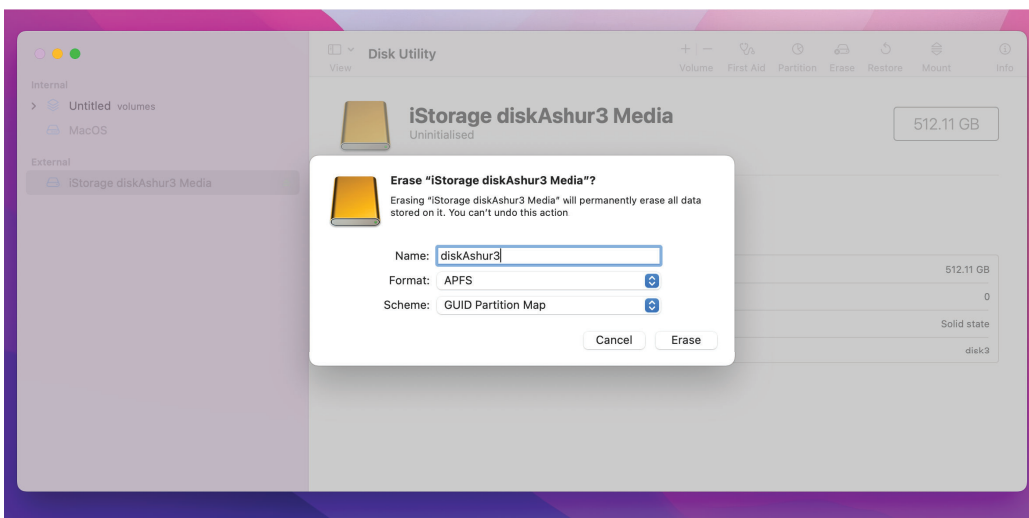 Disk Utility
View
Volume First Aid Partition Erase Restore Mount Info
Internal
Untitled volumes
MacOS
External
iStorage diskAshur3 Media
iStorage diskAshur3 Media
Uninitialised
512.11 GB
Erase “iStorage diskAshur3 Media”?
Erasing “iStorage diskAshur3 Media” will permanently erase all data
stored on it. You can’t undo this action
Name: diskAshur3
Format: APFS
Scheme: GUID Partition Map
Cancel Erase
512.11 GB
0
Solid state
disk3